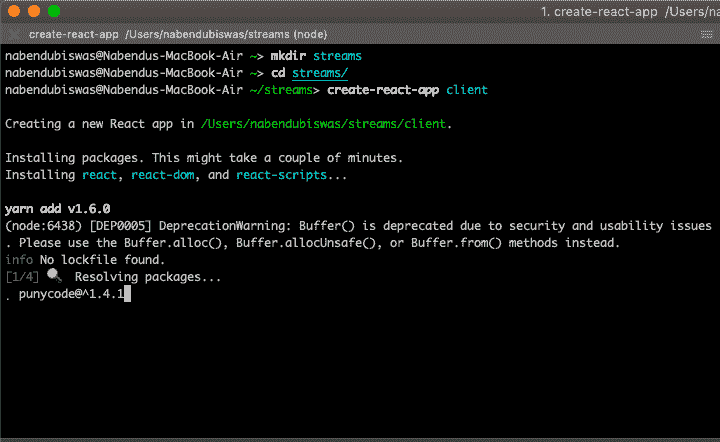 1. create-react-app /Users/na
create-react-app /Users/nabendubiswas/streams (node)
nabendubiswas@Nabendus-MacBook-Air ~> mkdir streams
nabendubiswas@Nabendus-MacBook-Air ~> cd streams/
nabendubiswas@Nabendus-MacBook-Air ~/streams> create-react-app client
Creating a new React app in /Users/nabendubiswas/streams/client.
Installing packages. This might take a couple of minutes.
Installing react, react-dom, and react-scripts...
yarn add v1.6.0
(node:6438) [DEP0005] DeprecationWarning: Buffer() is deprecated due to security and usability issues
. Please use the Buffer.alloc(), Buffer.allocUnsafe(), or Buffer.from() methods instead.
info No lockfile found.
[1/4] 🔍 Resolving packages...
. punycode@^1.4.1